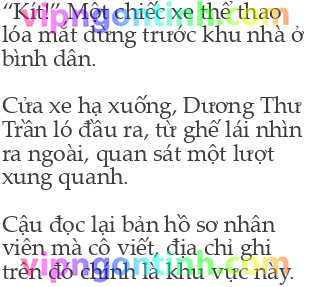 “Kít!” Một chiếc xe thể thao
lóa mắt dừng trước khu nhà ở
bình dân.
Cửa xe hạ xuống, Dương Thư
Trần ló đầu ra, từ ghế lái nhìn
ra ngoài, quan sát một lượt
xung quanh.
Cậu đọc lại bản hồ sơ nhân
viên mà cô viết, địa chỉ ghi
trên đó chính là khu vực này.
vipngontinh.com
vipngontinh.com